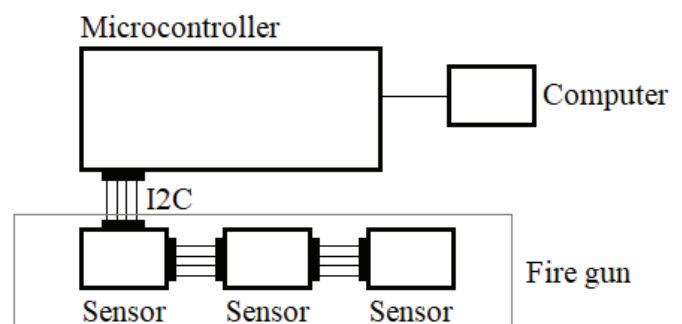 Microcontroller
Computer
I2C
Fire gun
Sensor Sensor Sensor